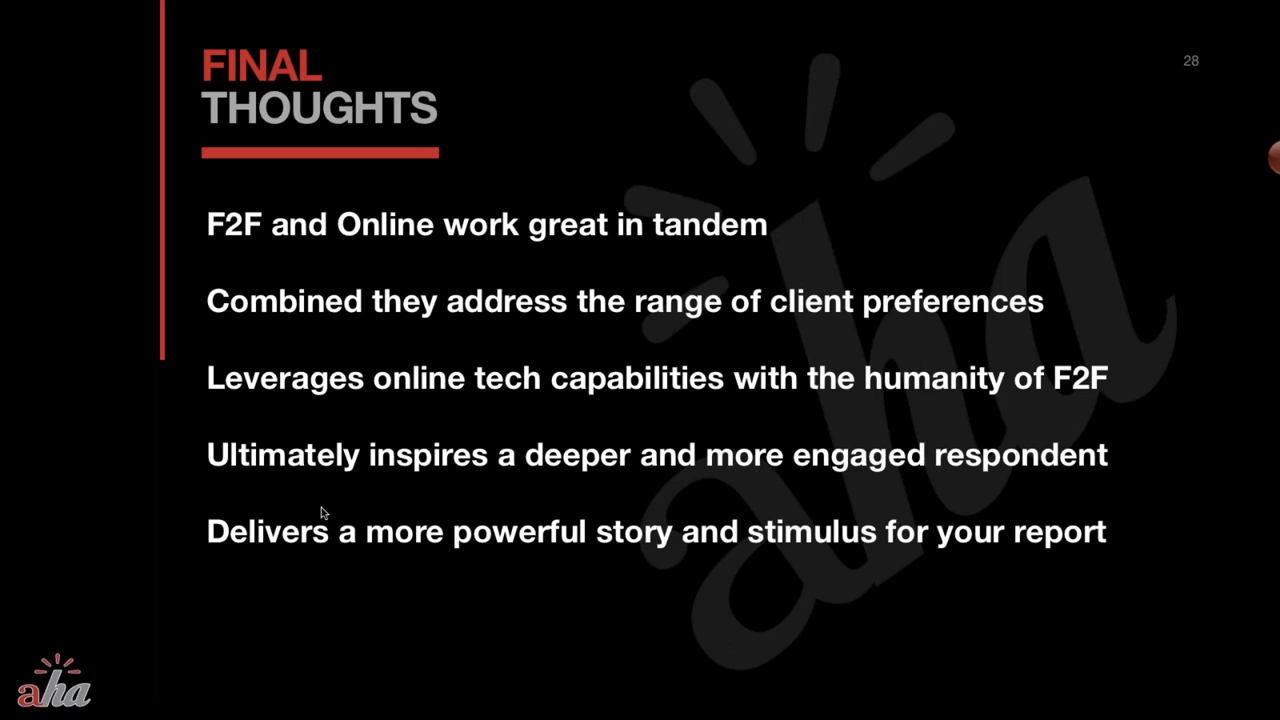 FINAL
THOUGHTS
28
F2F and Online work great in tandem
Combined they address the range of client preferences
Leverages online tech capabilities with the humanity of F2F
Ultimately inspires a deeper and more engaged respondent
Delivers a more powerful story and stimulus for your report
aha
aha